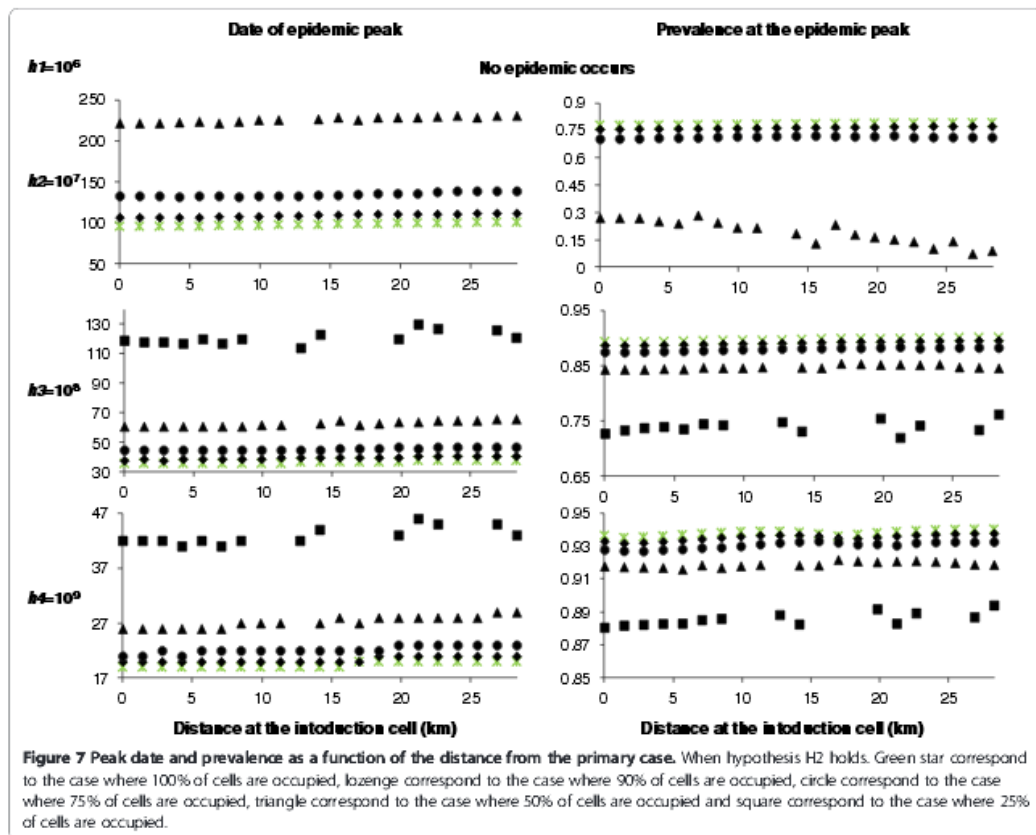 Date of epidemic peak
Prevalence at the epidemic peak
h1=10⁶
No epidemic occurs
250
200
150
100
50
0 5 10 15 20 25
h2=10⁷
0.9
0.75
0.6
0.45
0.3
0.15
0
0 5 10 15 20 25
130
110
90
70
50
30
0 5 10 15 20 25
h3=10⁸
0.95
0.85
0.75
0.65
0 5 10 15 20 25
47
37
27
17
0 5 10 15 20 25
h4=10⁹
0.95
0.93
0.91
0.89
0.87
0.85
0 5 10 15 20 25
Distance at the intoduction cell (km)
Distance at the intoduction cell (km)
Figure 7 Peak date and prevalence as a function of the distance from the primary case. When hypothesis H2 holds. Green star correspond
to the case where 100% of cells are occupied, lozenge correspond to the case where 90% of cells are occupied, circle correspond to the case
where 75% of cells are occupied, triangle correspond to the case where 50% of cells are occupied and square correspond to the case where 25%
of cells are occupied.